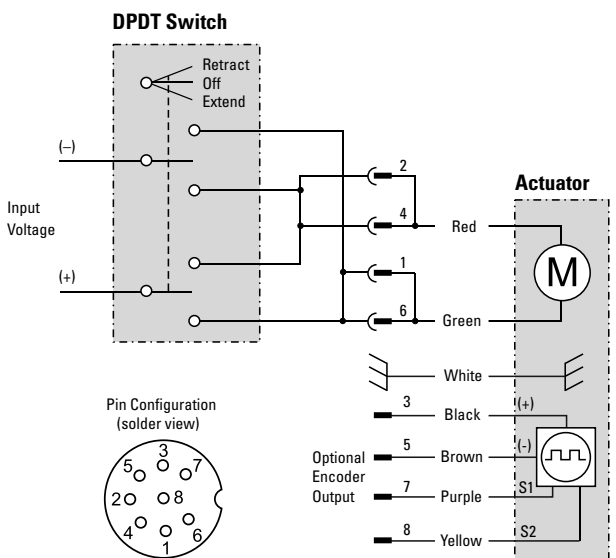 DPDT Switch
Retract
Off
Extend
(–)
Input
Voltage
(+)
2
4
1
6
Red
Green
Actuator
M
White
3
Black
(+)
5
Brown
(-)
Optional
Encoder
Output
7
Purple
S1
8
Yellow
S2
Pin Configuration
(solder view)
3
5
7
2
8
4
6
1